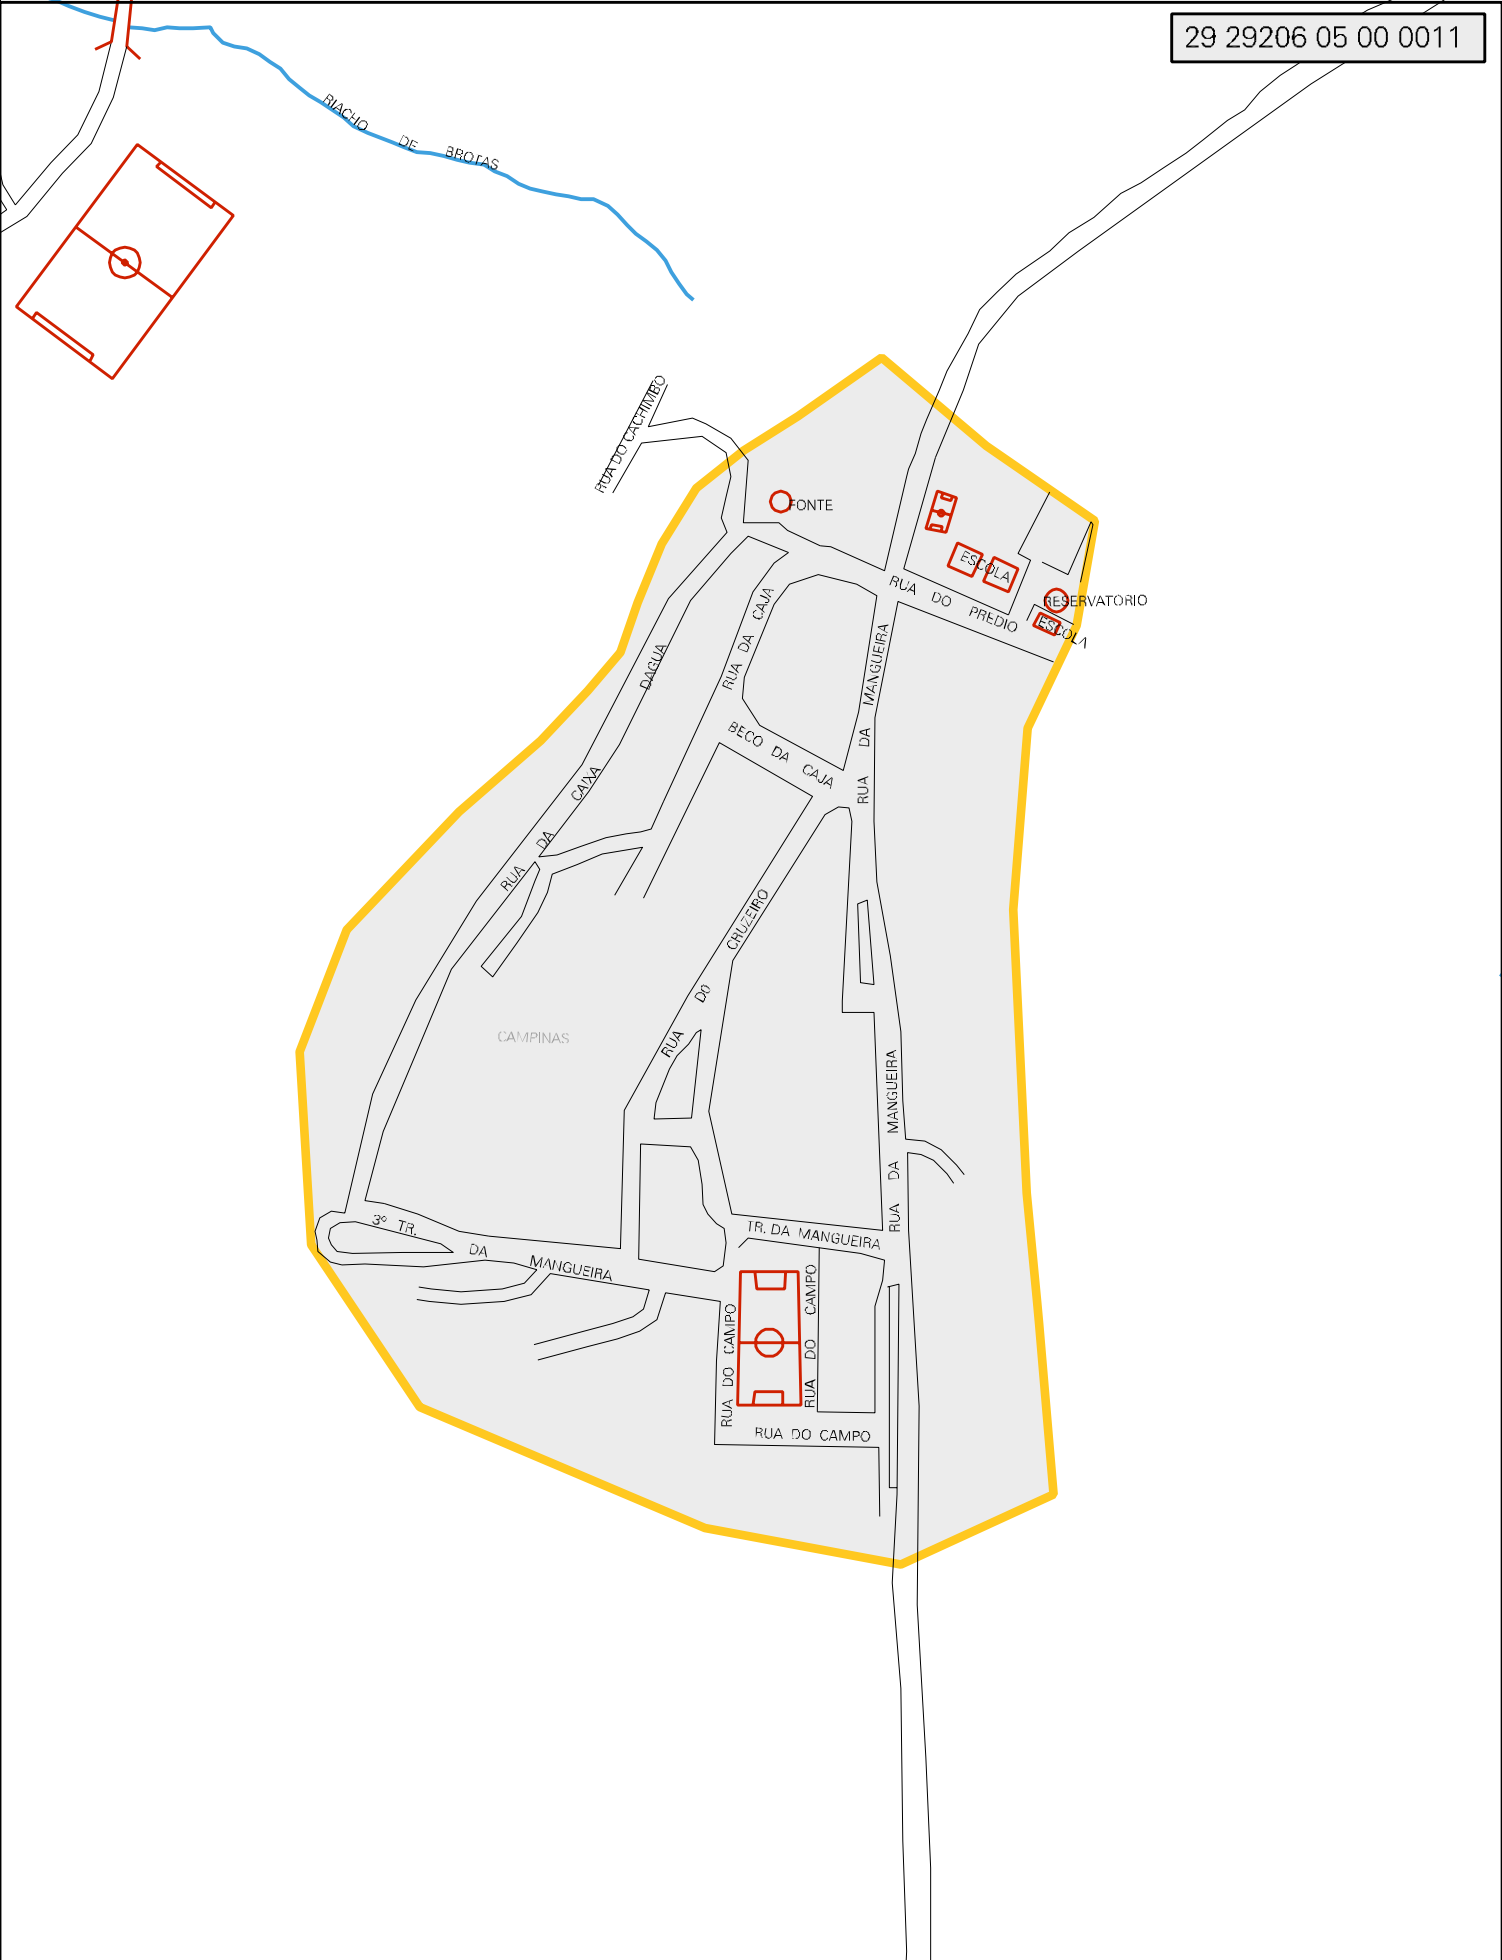 29 29206 05 00 0011
RIACHO DE BROTAS
RUA DO CACHIMBO
FONTE
ESCOLA
RUA DO PREDIO
RESERVATORIO
ESCOLA
RUA DA CAJA
RUA DA MANGUEIRA
RUA DA CAIXA DAGUA
BECO DA CAJA
RUA DO CRUZEIRO
CAMPINAS
RUA DA MANGUEIRA
3º TR. DA MANGUEIRA
TR. DA MANGUEIRA
RUA DO CAMPO
RUA DO CAMPO
RUA DO CAMPO